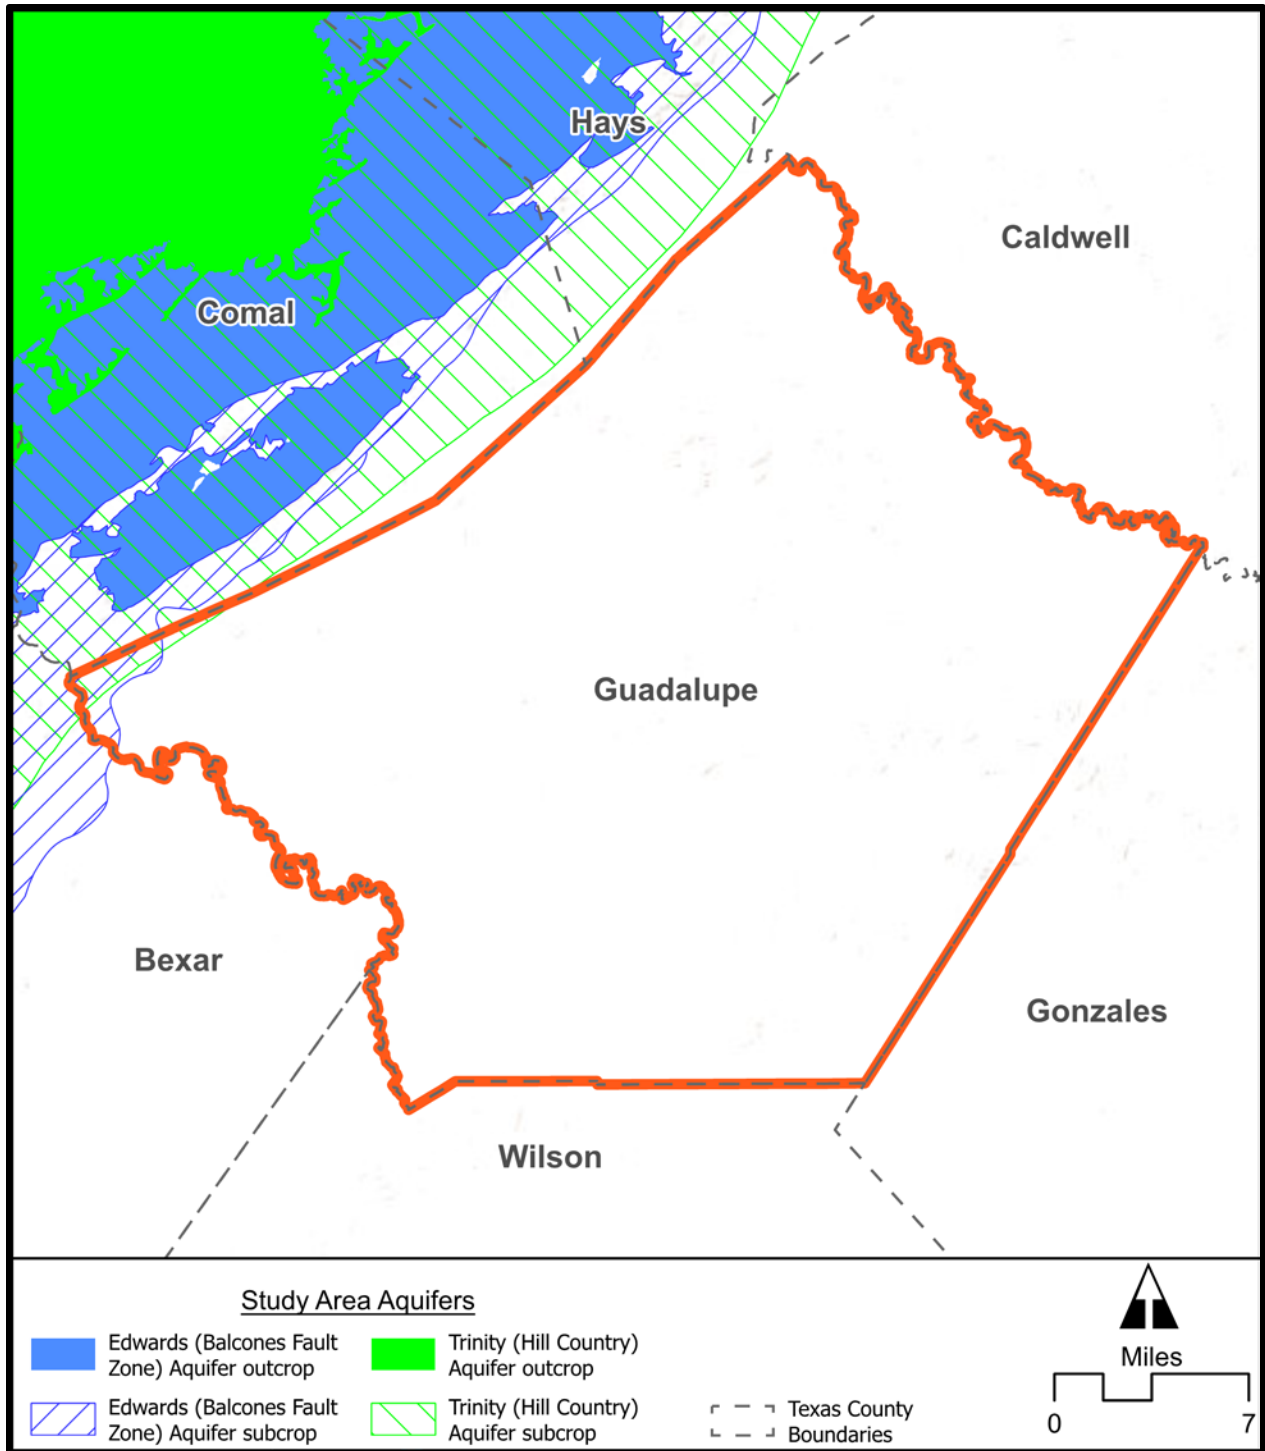 Hays
Caldwell
Comal
Guadalupe
Bexar
Gonzales
Wilson
Study Area Aquifers
Edwards (Balcones Fault
Zone) Aquifer outcrop
Trinity (Hill Country)
Aquifer outcrop
Edwards (Balcones Fault
Zone) Aquifer subcrop
Trinity (Hill Country)
Aquifer subcrop
Texas County
Boundaries
Miles
0 7